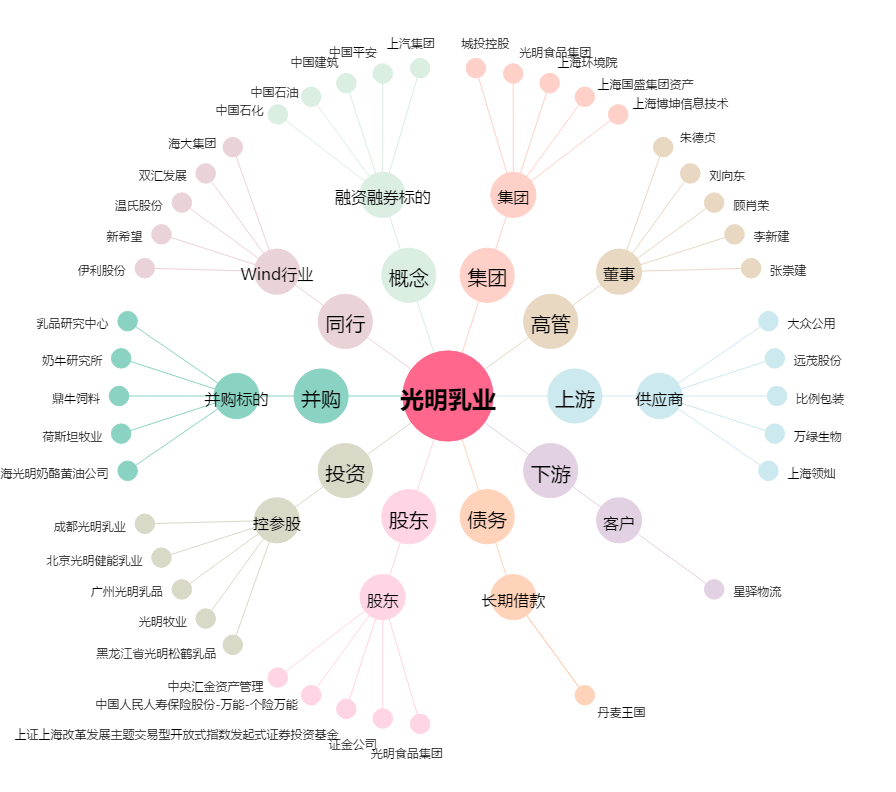 上汽集团
中国平安
中国建筑
中国石油
中国石化
融资融券标的
概念
城投控股
光明食品集团
上海环境院
上海国盛集团资产
上海博坤信息技术
集团
集团
海大集团
双汇发展
温氏股份
新希望
伊利股份
Wind行业
同行
朱德贞
刘向东
顾肖荣
李新建
张崇建
董事
高管
乳品研究中心
奶牛研究所
鼎牛饲料
荷斯坦牧业
海光明奶酪黄油公司
并购标的
并购
光明乳业
上游
供应商
大众公用
远茂股份
比例包装
万绿生物
上海领灿
投资
控参股
成都光明乳业
北京光明健能乳业
广州光明乳品
光明牧业
黑龙江省光明松鹤乳品
下游
客户
星驿物流
股东
股东
中央汇金资产管理
中国人民人寿保险股份-万能-个险万能
上证上海改革发展主题交易型开放式指数发起式证券投资基金
证金公司
光明食品集团
债务
长期借款
丹麦王国